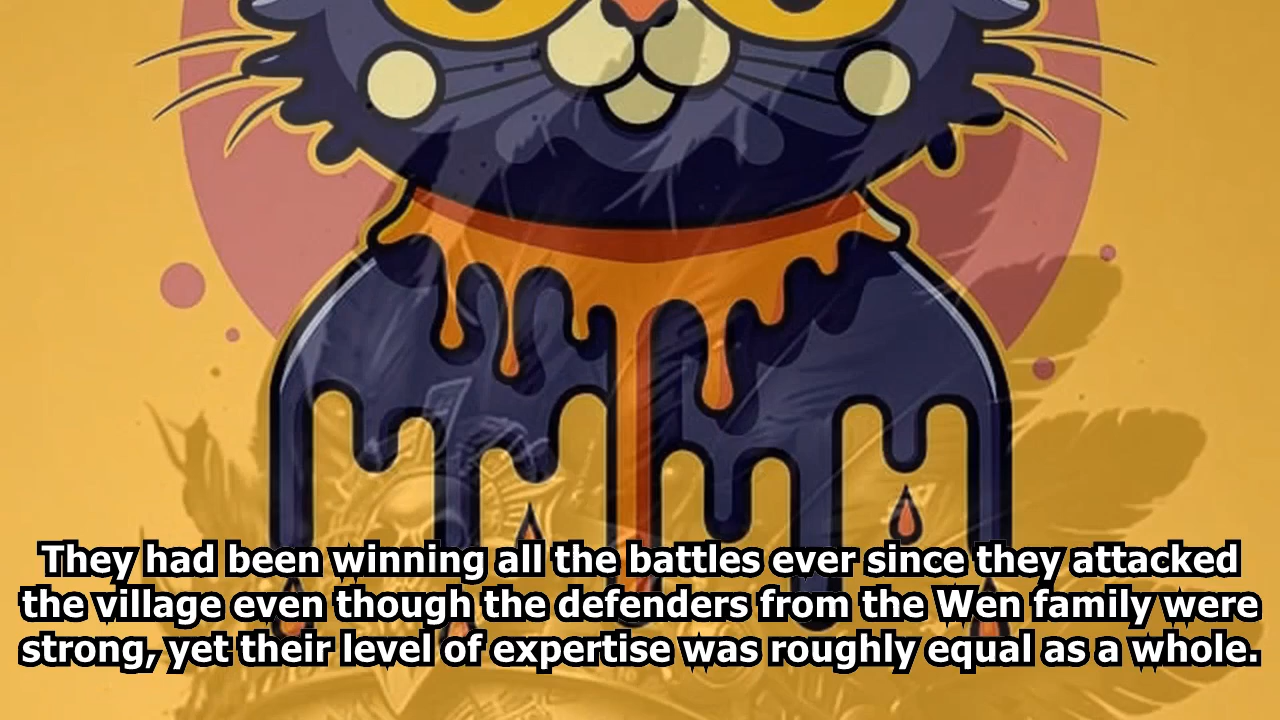 They had been winning all the battles ever since they attacked
the village even though the defenders from the Wen family were
strong, yet their level of expertise was roughly equal as a whole.